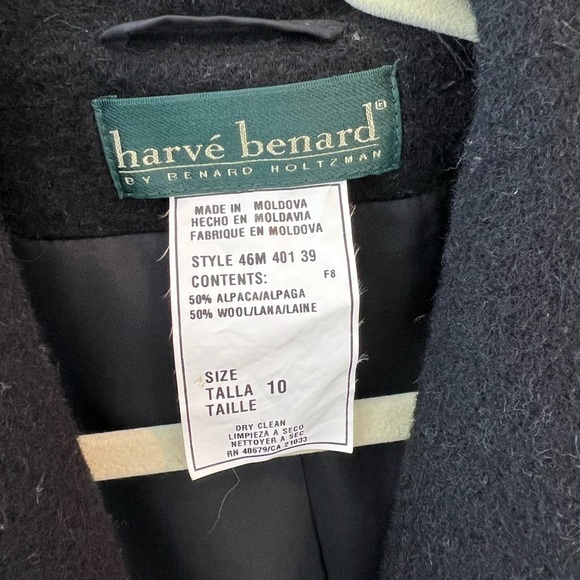 harvé benard®
BY BENARD HOLTZMAN
MADE IN MOLDOVA
HECHO EN MOLDAVIA
FABRIQUE EN MOLDOVA
STYLE 46M 401 39
CONTENTS: F8
50% ALPACA/ALPAGA
50% WOOL/LANA/LAINE
SIZE
TALLA 10
TAILLE
DRY CLEAN
LIMPIEZA A SECO
NETTOYER A SEC
RN 40679/CA 21033